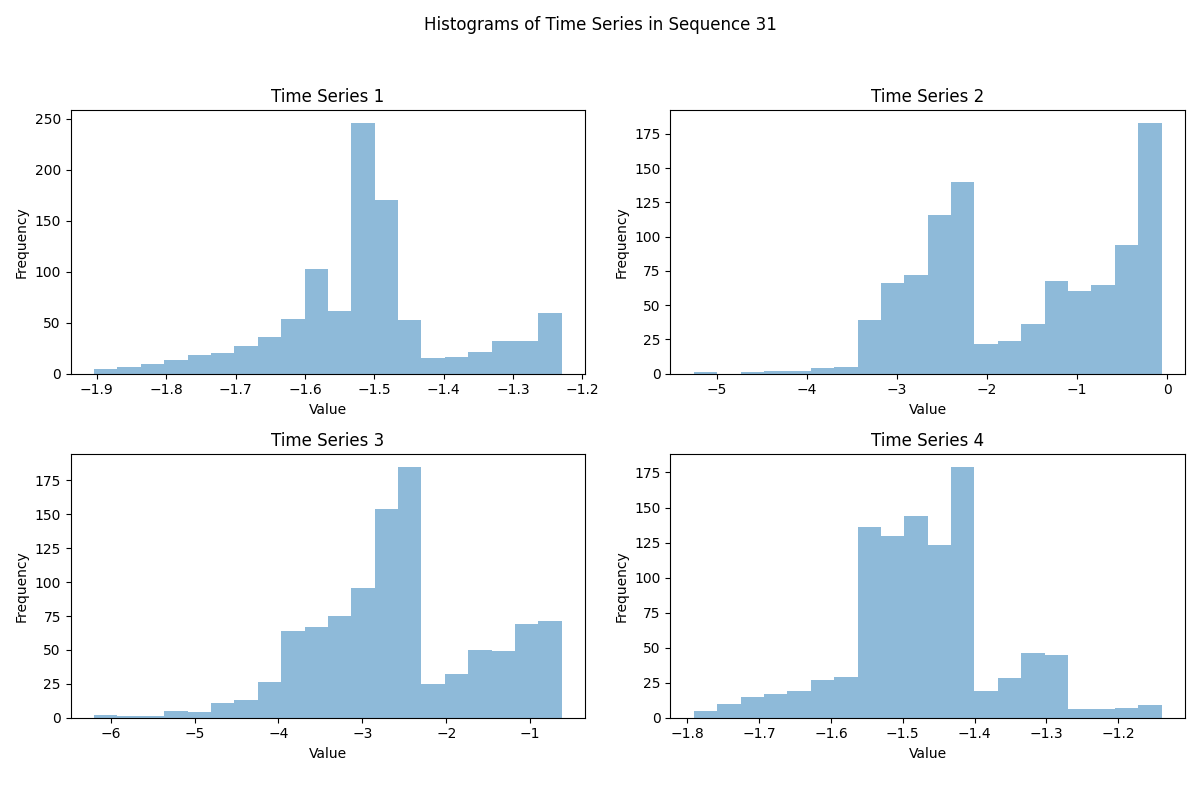 Histograms of Time Series in Sequence 31
Time Series 1
250
200
150
100
50
0
Frequency
−1.9 −1.8 −1.7 −1.6 −1.5 −1.4 −1.3 −1.2
Value
Time Series 2
175
150
125
100
75
50
25
0
Frequency
−5 −4 −3 −2 −1 0
Value
Time Series 3
175
150
125
100
75
50
25
0
Frequency
−6 −5 −4 −3 −2 −1
Value
Time Series 4
175
150
125
100
75
50
25
0
Frequency
−1.8 −1.7 −1.6 −1.5 −1.4 −1.3 −1.2
Value